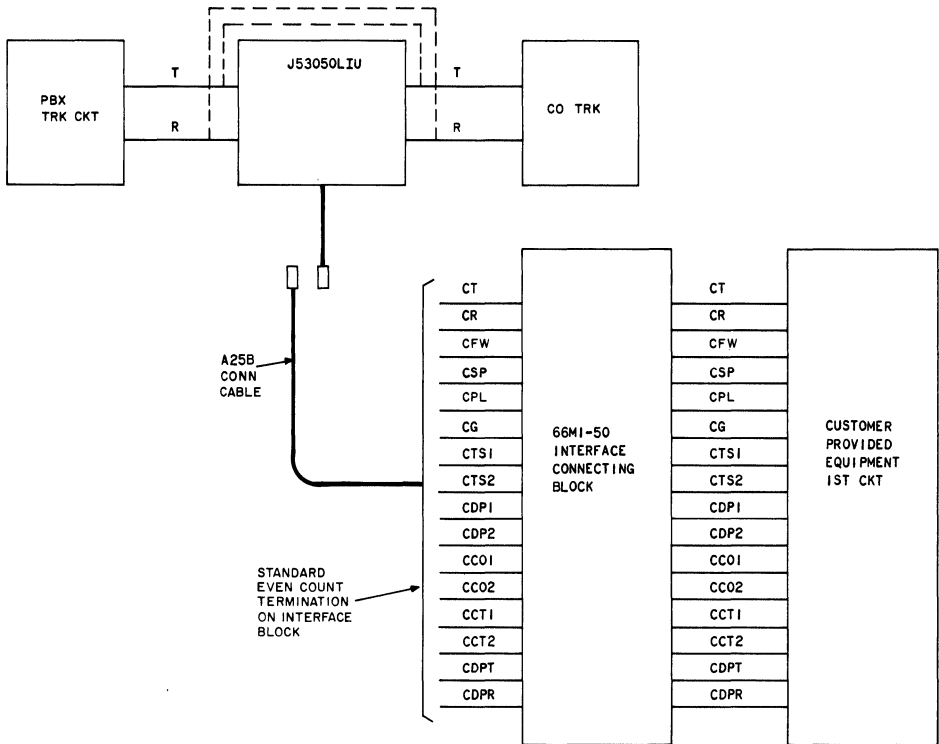 J53050LIU
T
T
PBX
TRK CKT
CO TRK
R
R
CT
CT
CR
CR
CFW
CFW
A25B
CONN
CABLE
CSP
CSP
CPL
CPL
CG
CG
66M1-50
INTERFACE
CONNECTING
BLOCK
CUSTOMER
PROVIDED
EQUIPMENT
1ST CKT
CTS1
CTS1
CTS2
CTS2
CDP1
CDP1
CDP2
CDP2
CCO1
CCO1
STANDARD
EVEN COUNT
TERMINATION
ON INTERFACE
BLOCK
CCO2
CCO2
CCT1
CCT1
CCT2
CCT2
CDPT
CDPT
CDPR
CDPR